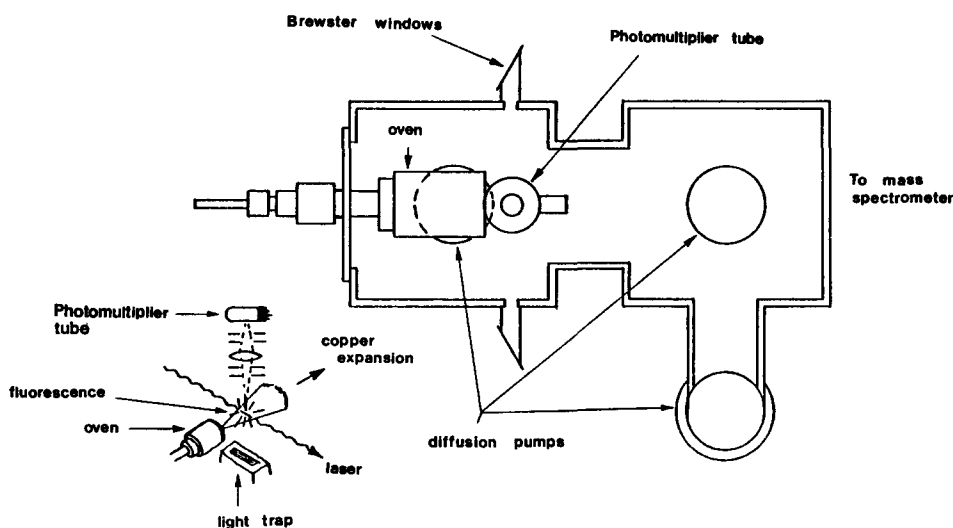 Brewster windows
Photomultiplier tube
oven
To mass
spectrometer
Photomultiplier
tube
copper
expansion
fluorescence
oven
diffusion pumps
laser
light trap